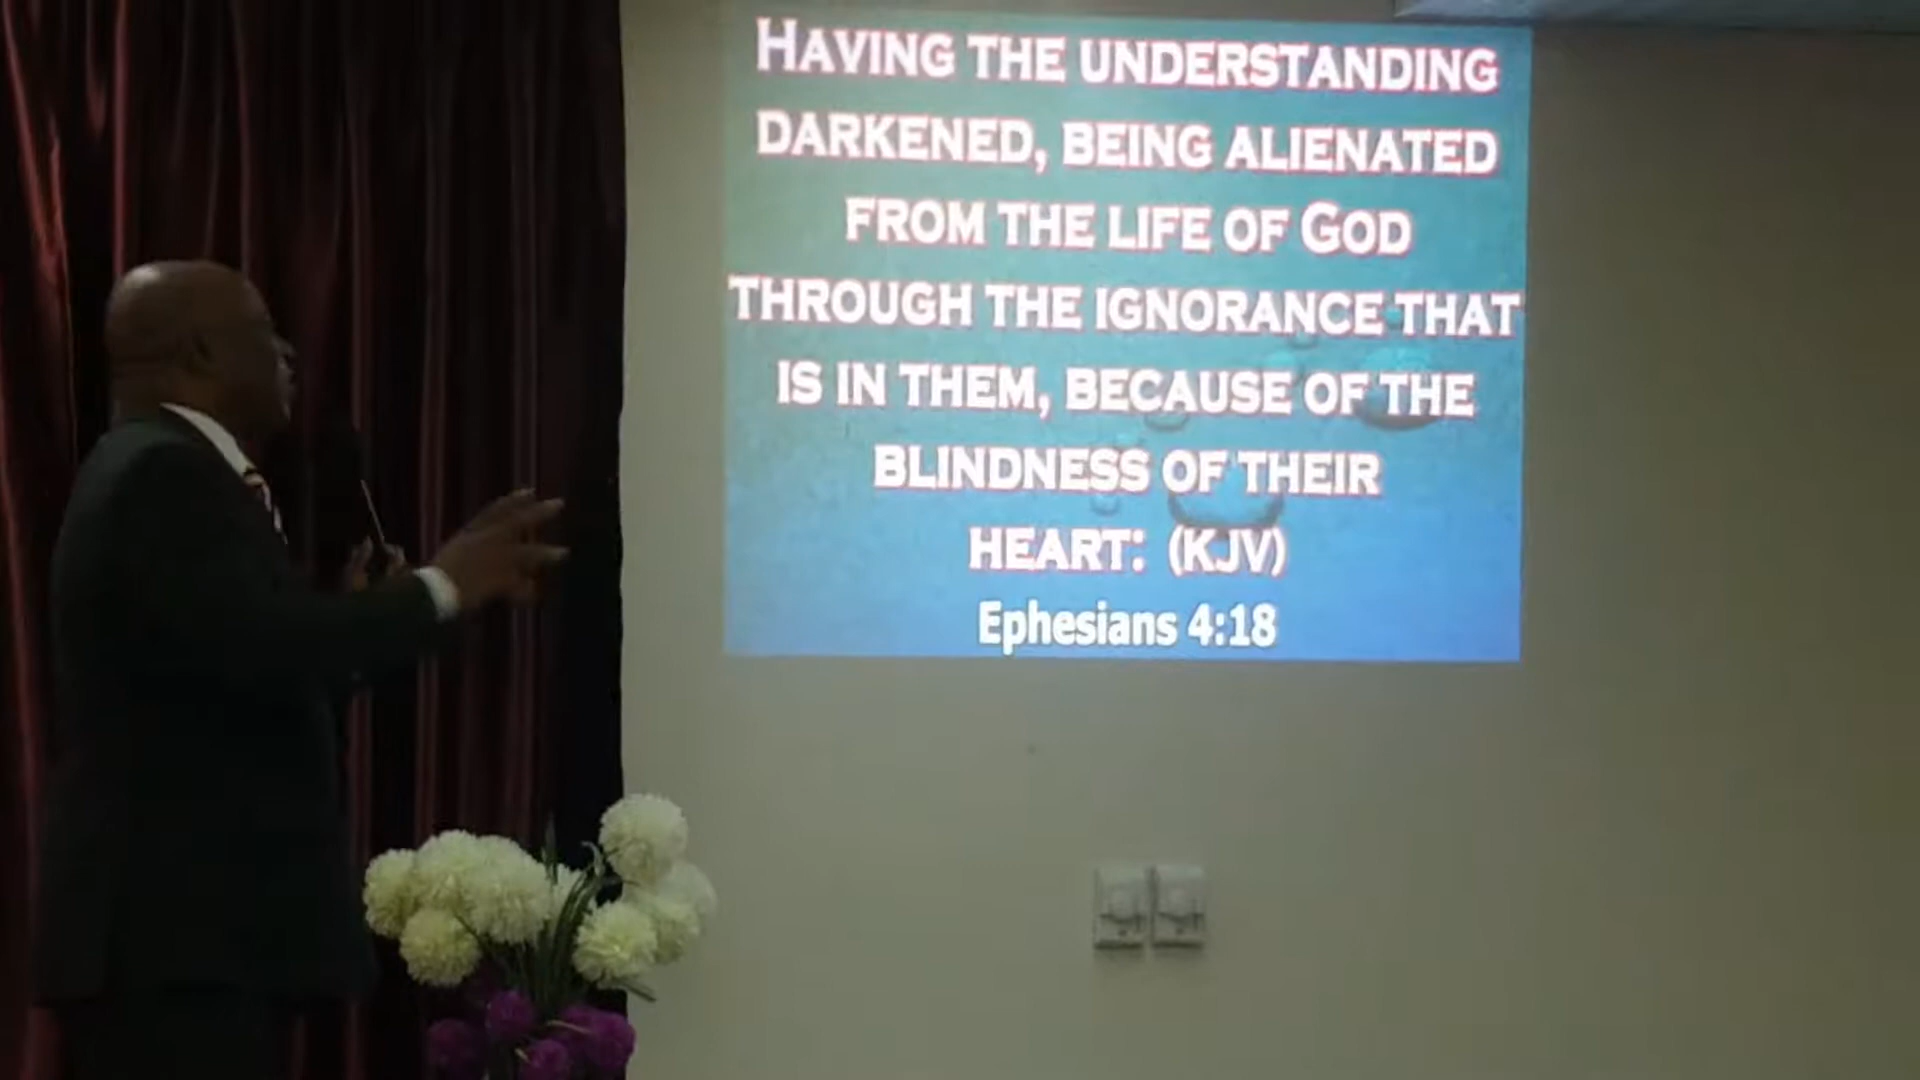 HAVING THE UNDERSTANDING
DARKENED, BEING ALIENATED
FROM THE LIFE OF GOD
THROUGH THE IGNORANCE THAT
IS IN THEM, BECAUSE OF THE
BLINDNESS OF THEIR
HEART: (KJV)
Ephesians 4:18